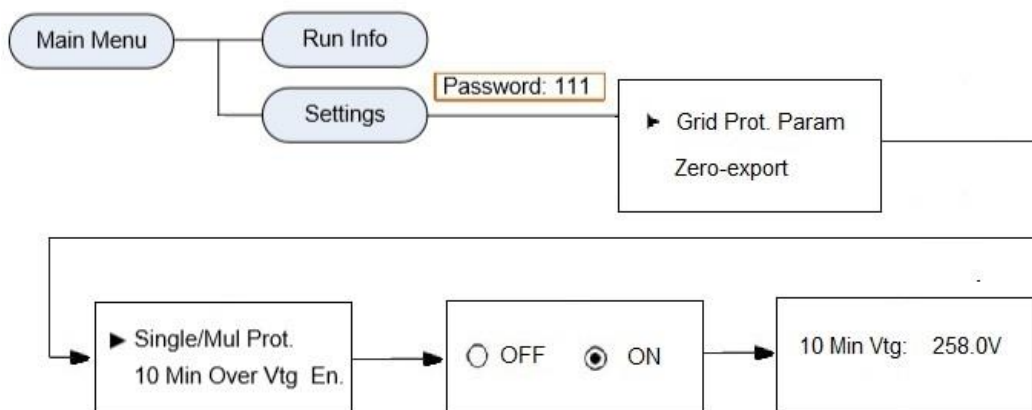 Main Menu
Run Info
Settings
Password: 111
Grid Prot. Param
Zero-export
Single/Mul Prot.
10 Min Over Vtg En.
OFF ON
10 Min Vtg: 258.0V